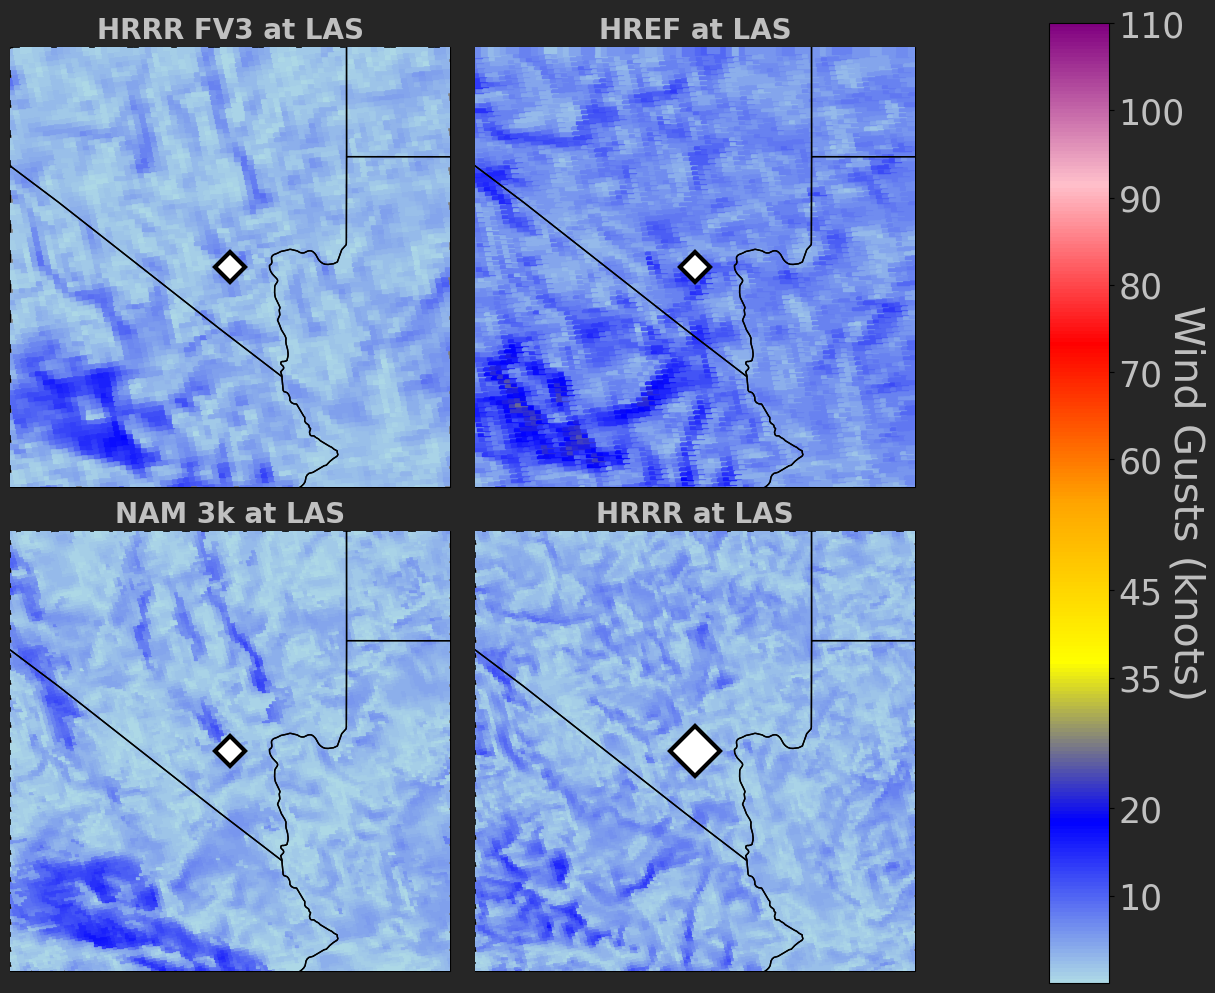 HRRR FV3 at LAS
HREF at LAS
NAM 3k at LAS
HRRR at LAS
110
100
90
80
70
60
45
35
20
10
Wind Gusts (knots)